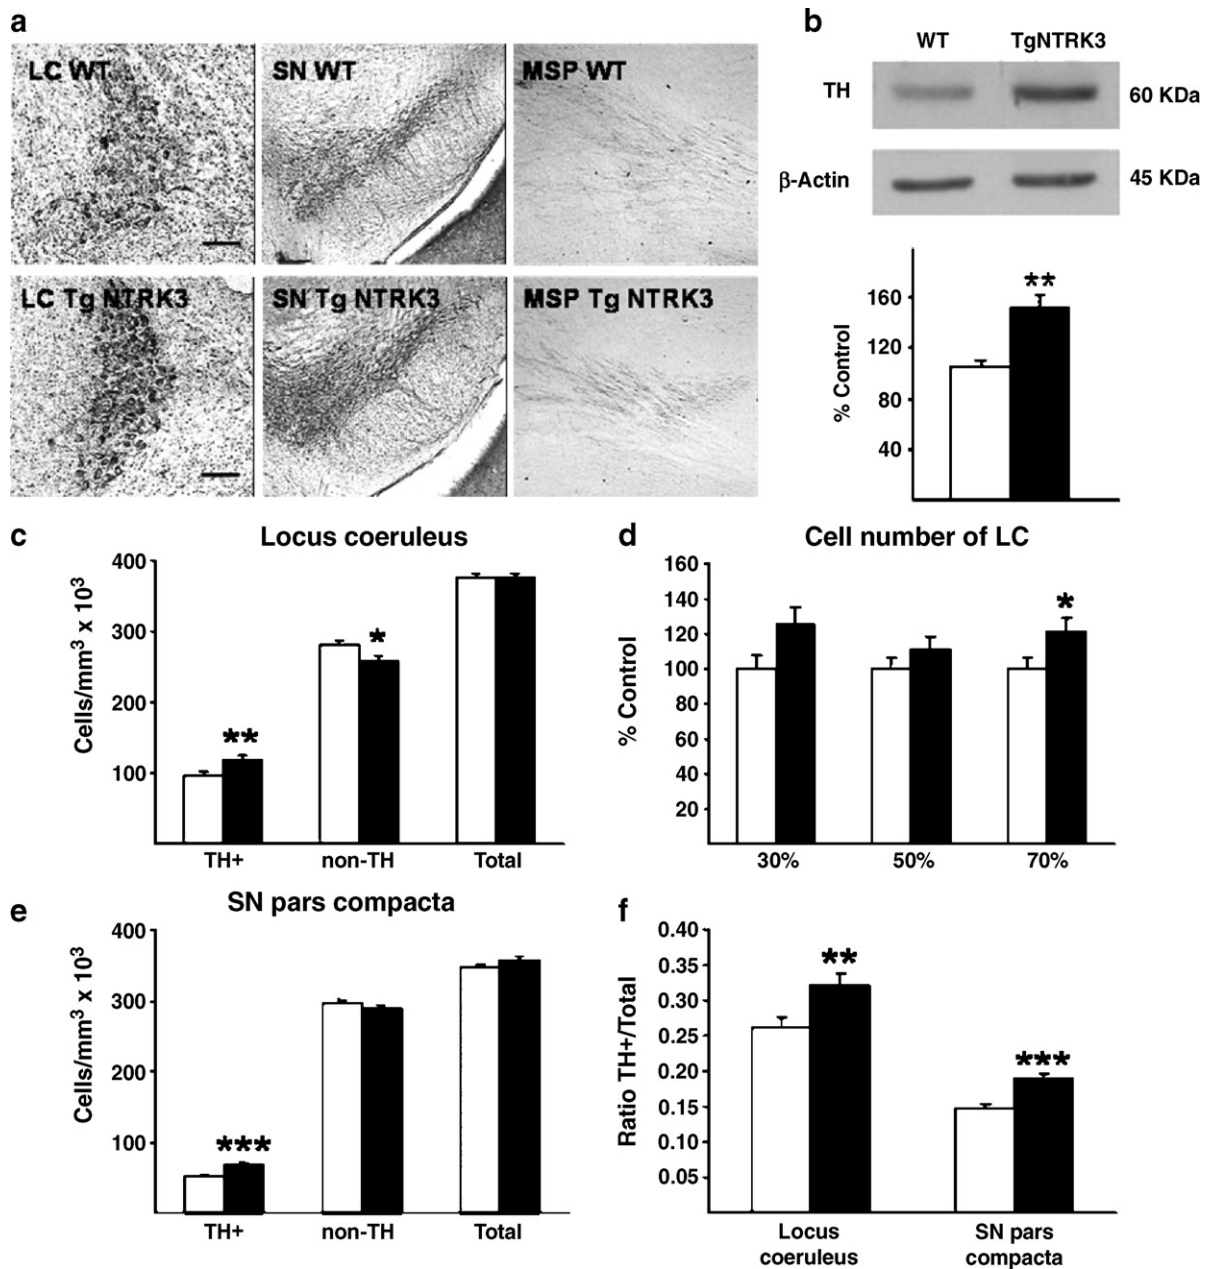 a
LC WT
SN WT
MSP WT
LC Tg NTRK3
SN Tg NTRK3
MSP Tg NTRK3
b
WT TgNTRK3
TH
60 KDa
β-Actin
45 KDa
% Control
160
120
80
40
**
c
Locus coeruleus
Cells/mm³ x 10³
400
300
200
100
**
*
TH+ non-TH Total
d
Cell number of LC
% Control
160
140
120
100
80
60
40
20
*
30% 50% 70%
e
SN pars compacta
Cells/mm³ x 10³
400
300
200
100
***
TH+ non-TH Total
f
Ratio TH+/Total
0.40
0.35
0.30
0.25
0.20
0.15
0.10
0.05
**
***
Locus
coeruleus
SN pars
compacta